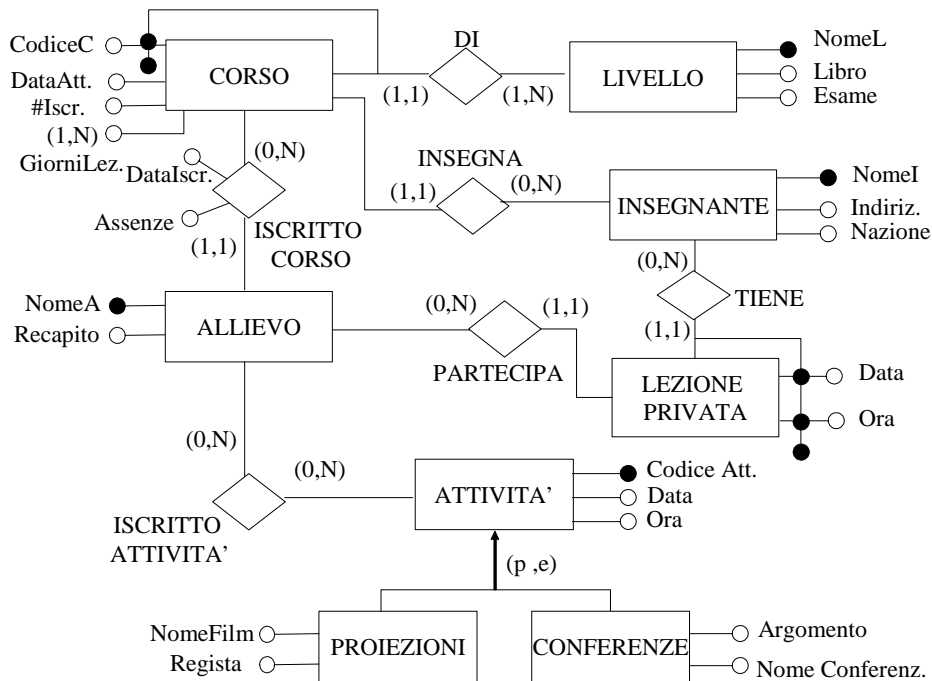 CodiceC
DataAtt.
#Iscr.
(1,N)
GiorniLez.
CORSO
DI
(1,1)
(1,N)
LIVELLO
NomeL
Libro
Esame
(0,N)
DataIscr.
Assenze
(1,1)
ISCRITTO
CORSO
INSEGNA
(1,1)
(0,N)
INSEGNANTE
NomeI
Indiriz.
Nazione
(0,N)
TIENE
(1,1)
NomeA
Recapito
ALLIEVO
(0,N)
(1,1)
PARTECIPA
LEZIONE
PRIVATA
Data
Ora
(0,N)
(0,N)
ISCRITTO
ATTIVITA'
ATTIVITA'
Codice Att.
Data
Ora
(p ,e)
NomeFilm
Regista
PROIEZIONI
CONFERENZE
Argomento
Nome Conferenz.